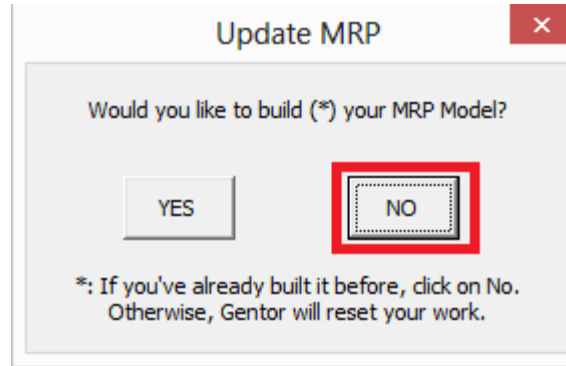 Update MRP
Would you like to build (*) your MRP Model?
YES
NO
*: If you've already built it before, click on No.
Otherwise, Gentor will reset your work.